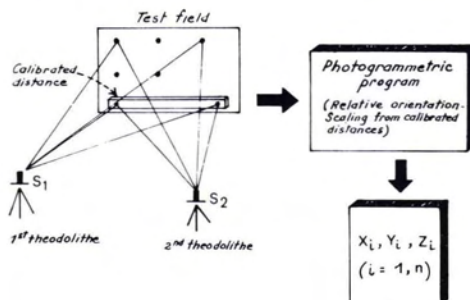 Test field
Calibrated
distance
S1
S2
1st theodolithe
2nd theodolithe
Photogrammetric
program
(Relative orientation-
Scaling from calibrated
distances)
Xi, Yi, Zi
(i = 1, n)